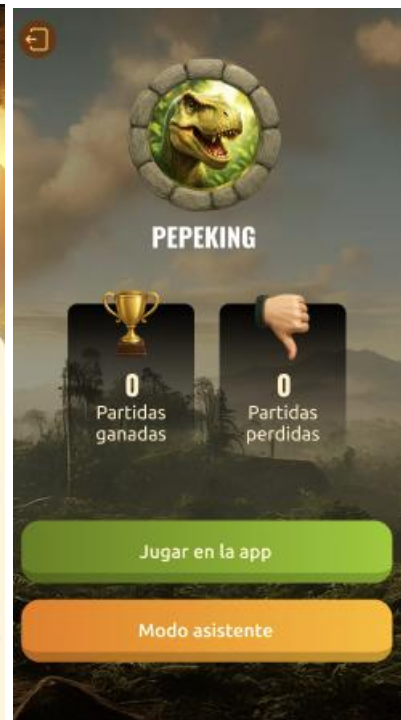 PEPEKING
0
Partidas
ganadas
0
Partidas
perdidas
Jugar en la app
Modo asistente